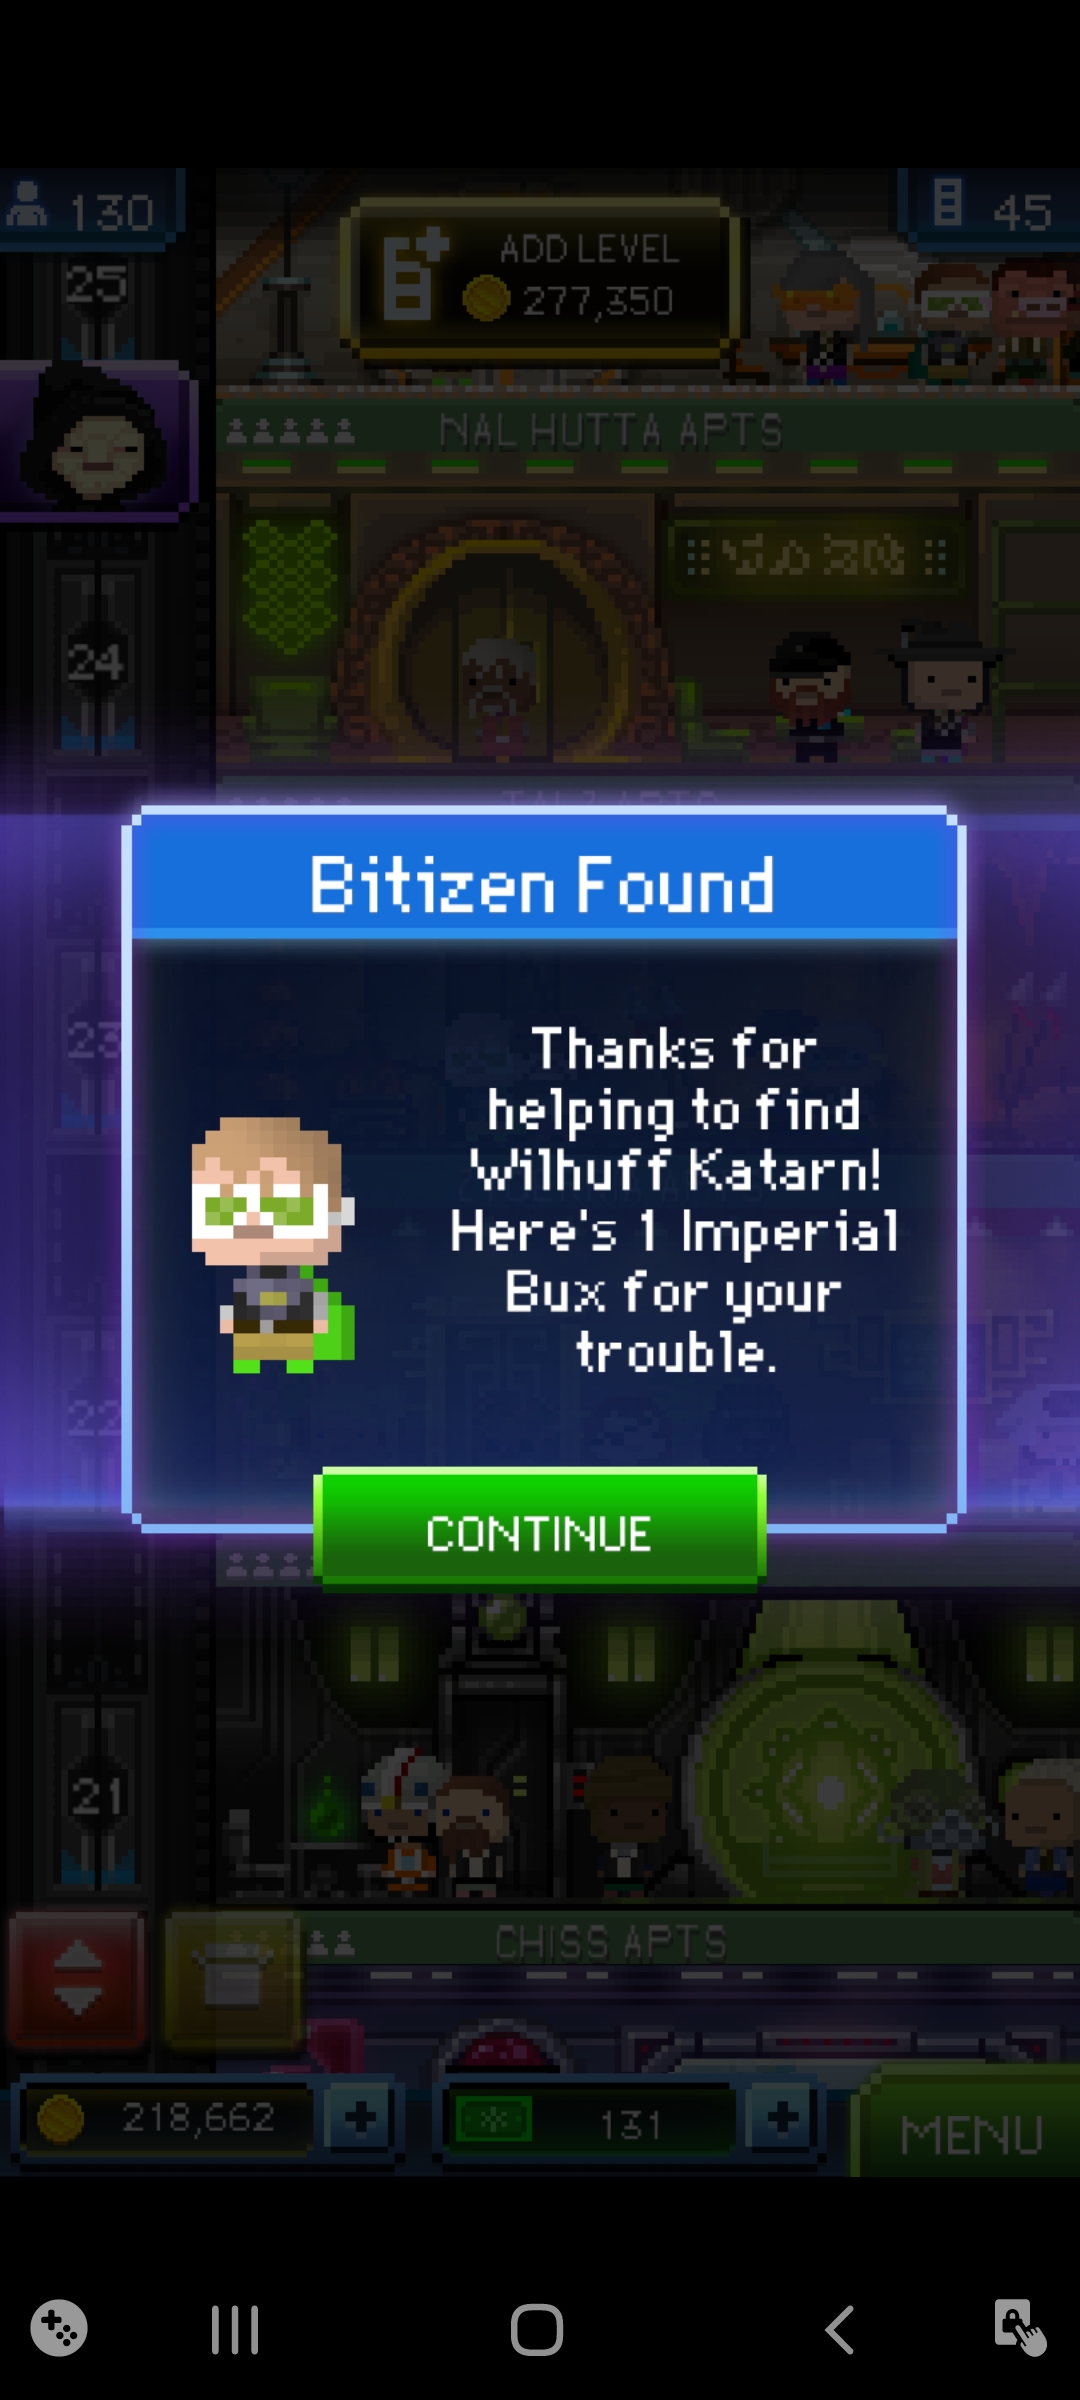 130
45
ADD LEVEL
277,350
25
NAL HUTTA APTS
24
Bitizen Found
23
Thanks for
helping to find
Wilhuff Katarn!
Here's 1 Imperial
Bux for your
trouble.
22
CONTINUE
21
CHISS APTS
218,662
131
MENU